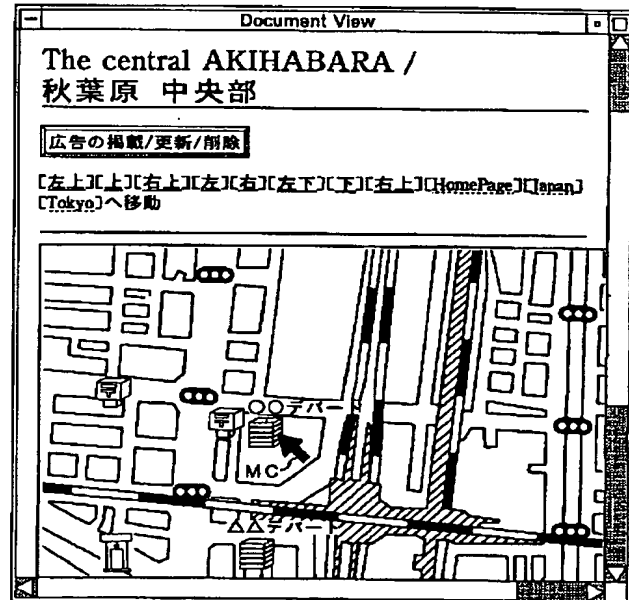 Document View
The central AKIHABARA /
秋葉原 中央部
広告の掲載/更新/削除
[左上][上][右上][左][右][左下][下][右上][HomePage][Japan]
[Tokyo]へ移動
〒
〒
○○デパート
MC
△△デパート